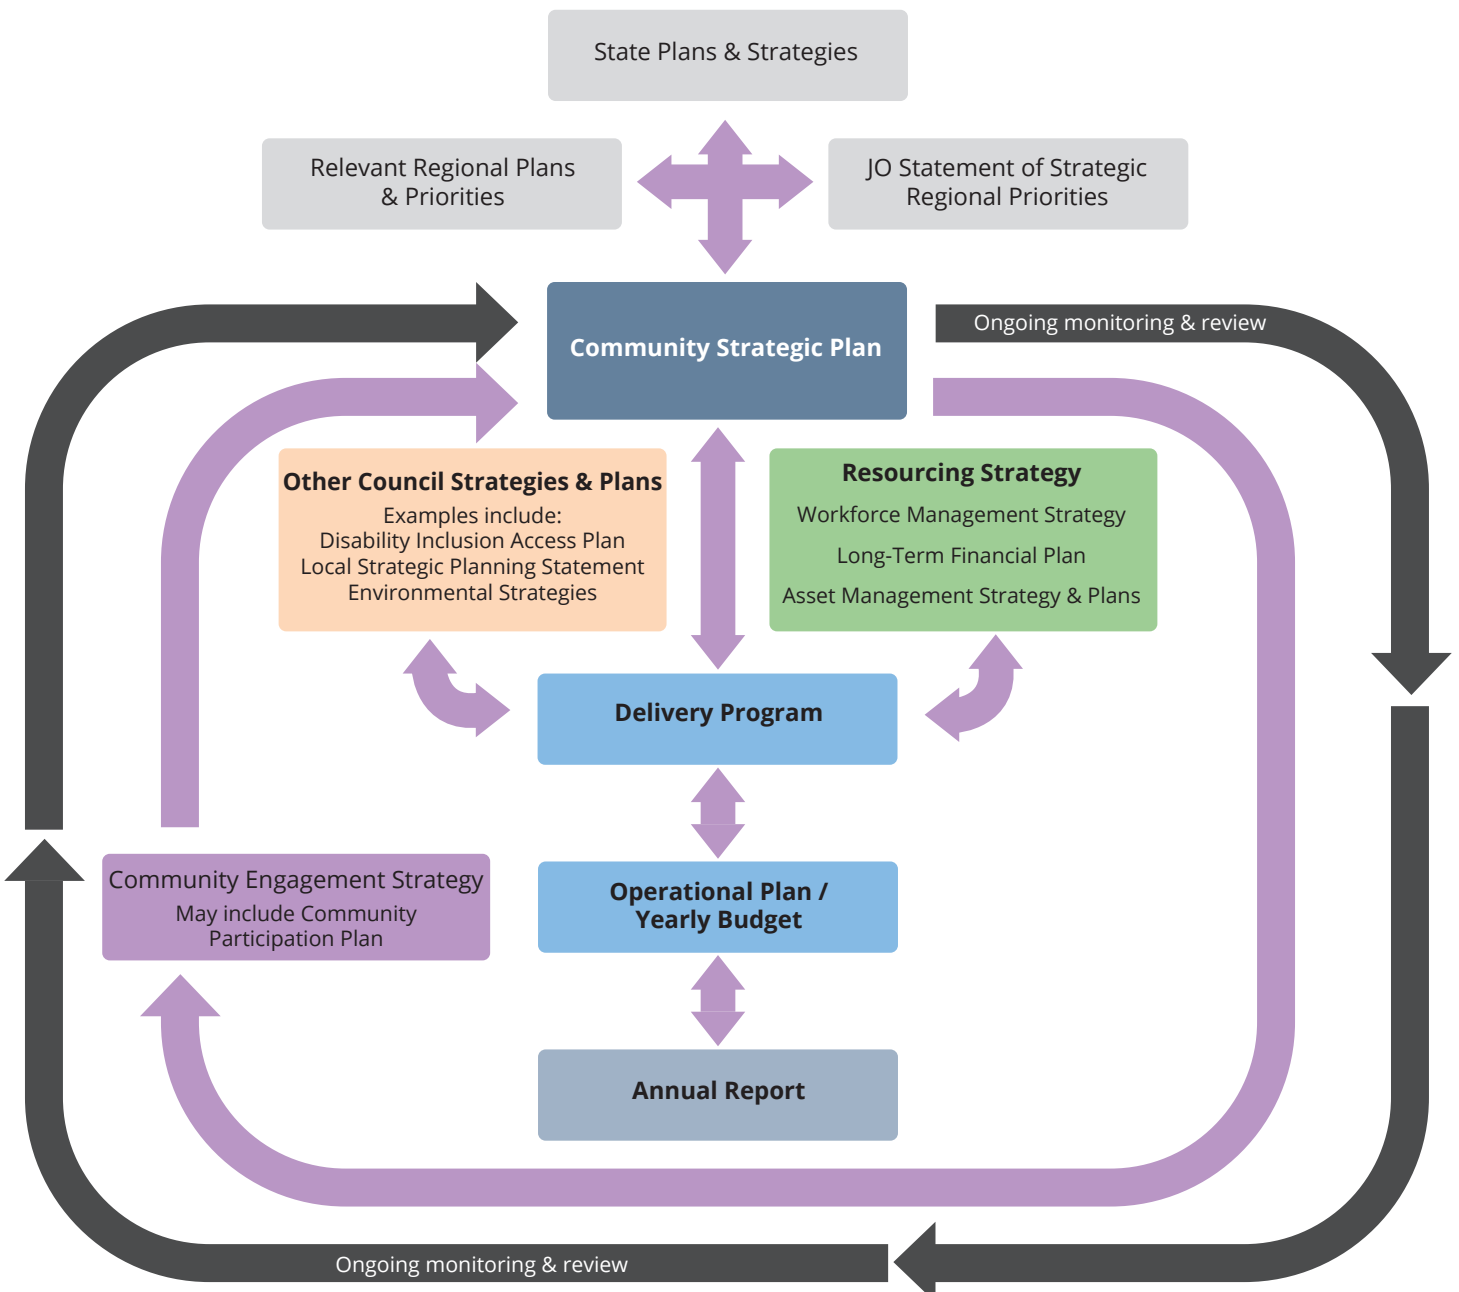 State Plans & Strategies
Relevant Regional Plans
& Priorities
JO Statement of Strategic
Regional Priorities
Community Strategic Plan
Ongoing monitoring & review
Other Council Strategies & Plans
Examples include:
Disability Inclusion Access Plan
Local Strategic Planning Statement
Environmental Strategies
Resourcing Strategy
Workforce Management Strategy
Long-Term Financial Plan
Asset Management Strategy & Plans
Delivery Program
Community Engagement Strategy
May include Community
Participation Plan
Operational Plan /
Yearly Budget
Annual Report
Ongoing monitoring & review